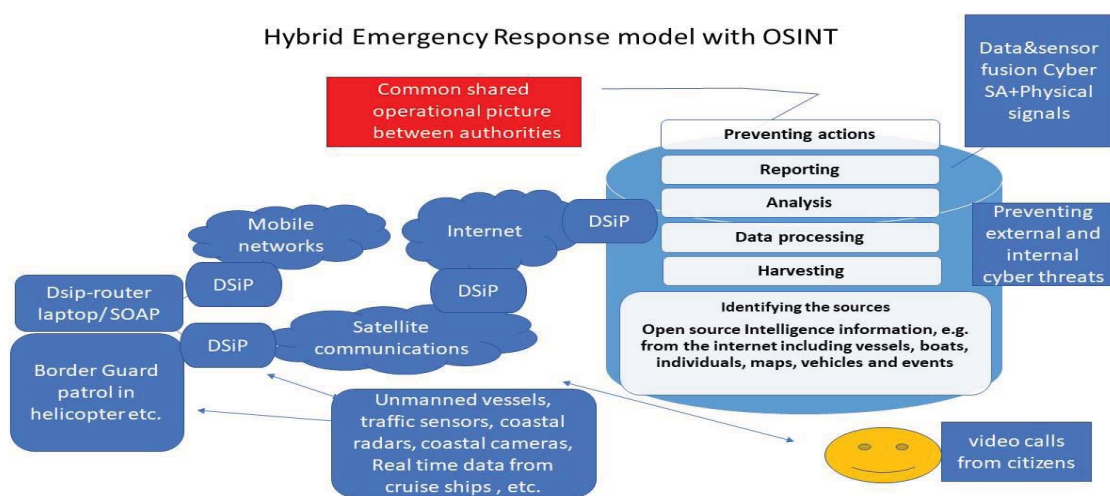 Hybrid Emergency Response model with OSINT
Common shared
operational picture
between authorities
Data&sensor
fusion Cyber
SA+Physical
signals
Preventing actions
Reporting
Analysis
Data processing
Harvesting
Identifying the sources
Open source Intelligence information, e.g.
from the internet including vessels, boats,
individuals, maps, vehicles and events
Preventing
external and
internal
cyber threats
Mobile
networks
Internet
DSiP
DSiP
DSiP
Dsip-router
laptop/SOAP
DSiP
Satellite
communications
Border Guard
patrol in
helicopter etc.
Unmanned vessels,
traffic sensors, coastal
radars, coastal cameras,
Real time data from
cruise ships , etc.
video calls
from citizens